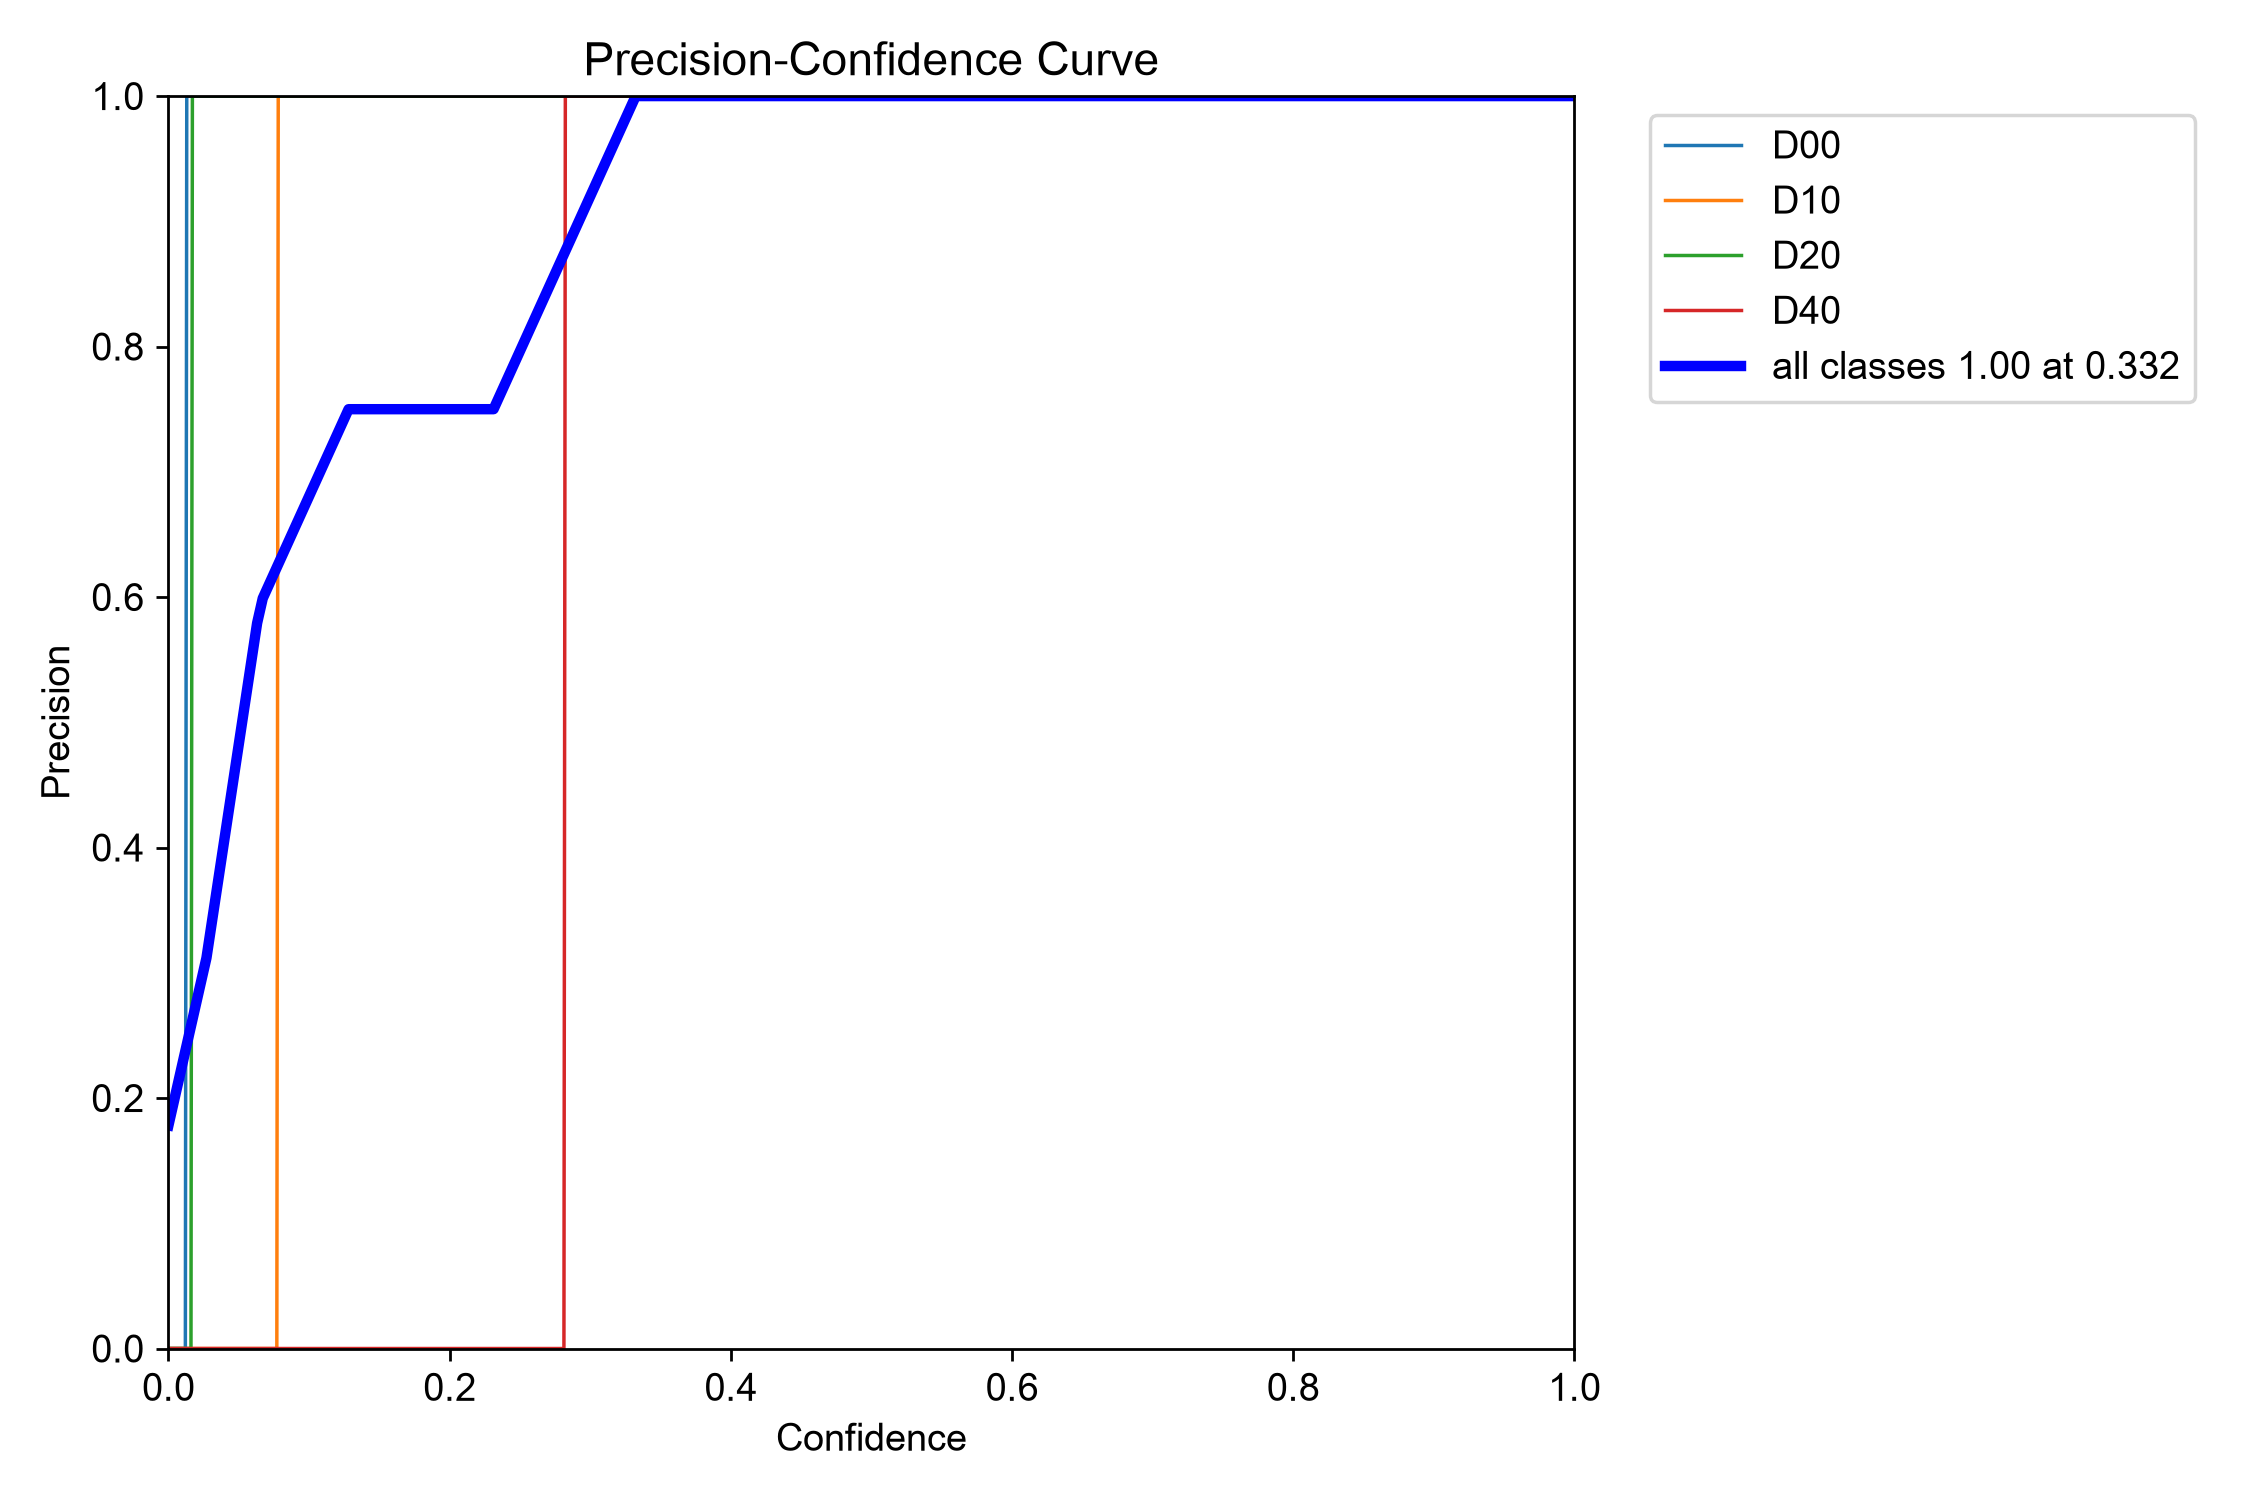 Precision-Confidence Curve
1.0
0.8
0.6
0.4
0.2
0.0
Precision
0.0 0.2 0.4 0.6 0.8 1.0
Confidence
D00
D10
D20
D40
all classes 1.00 at 0.332